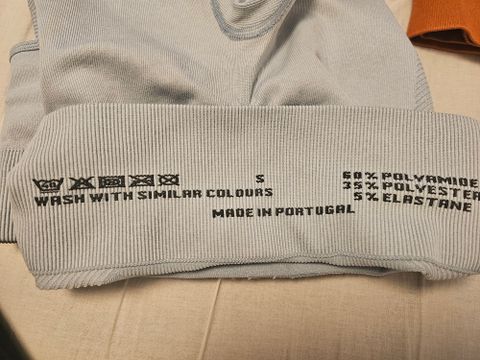 S
60% POLYAMIDE
35% POLYESTER
WASH WITH SIMILAR COLOURS
5% ELASTANE
MADE IN PORTUGAL